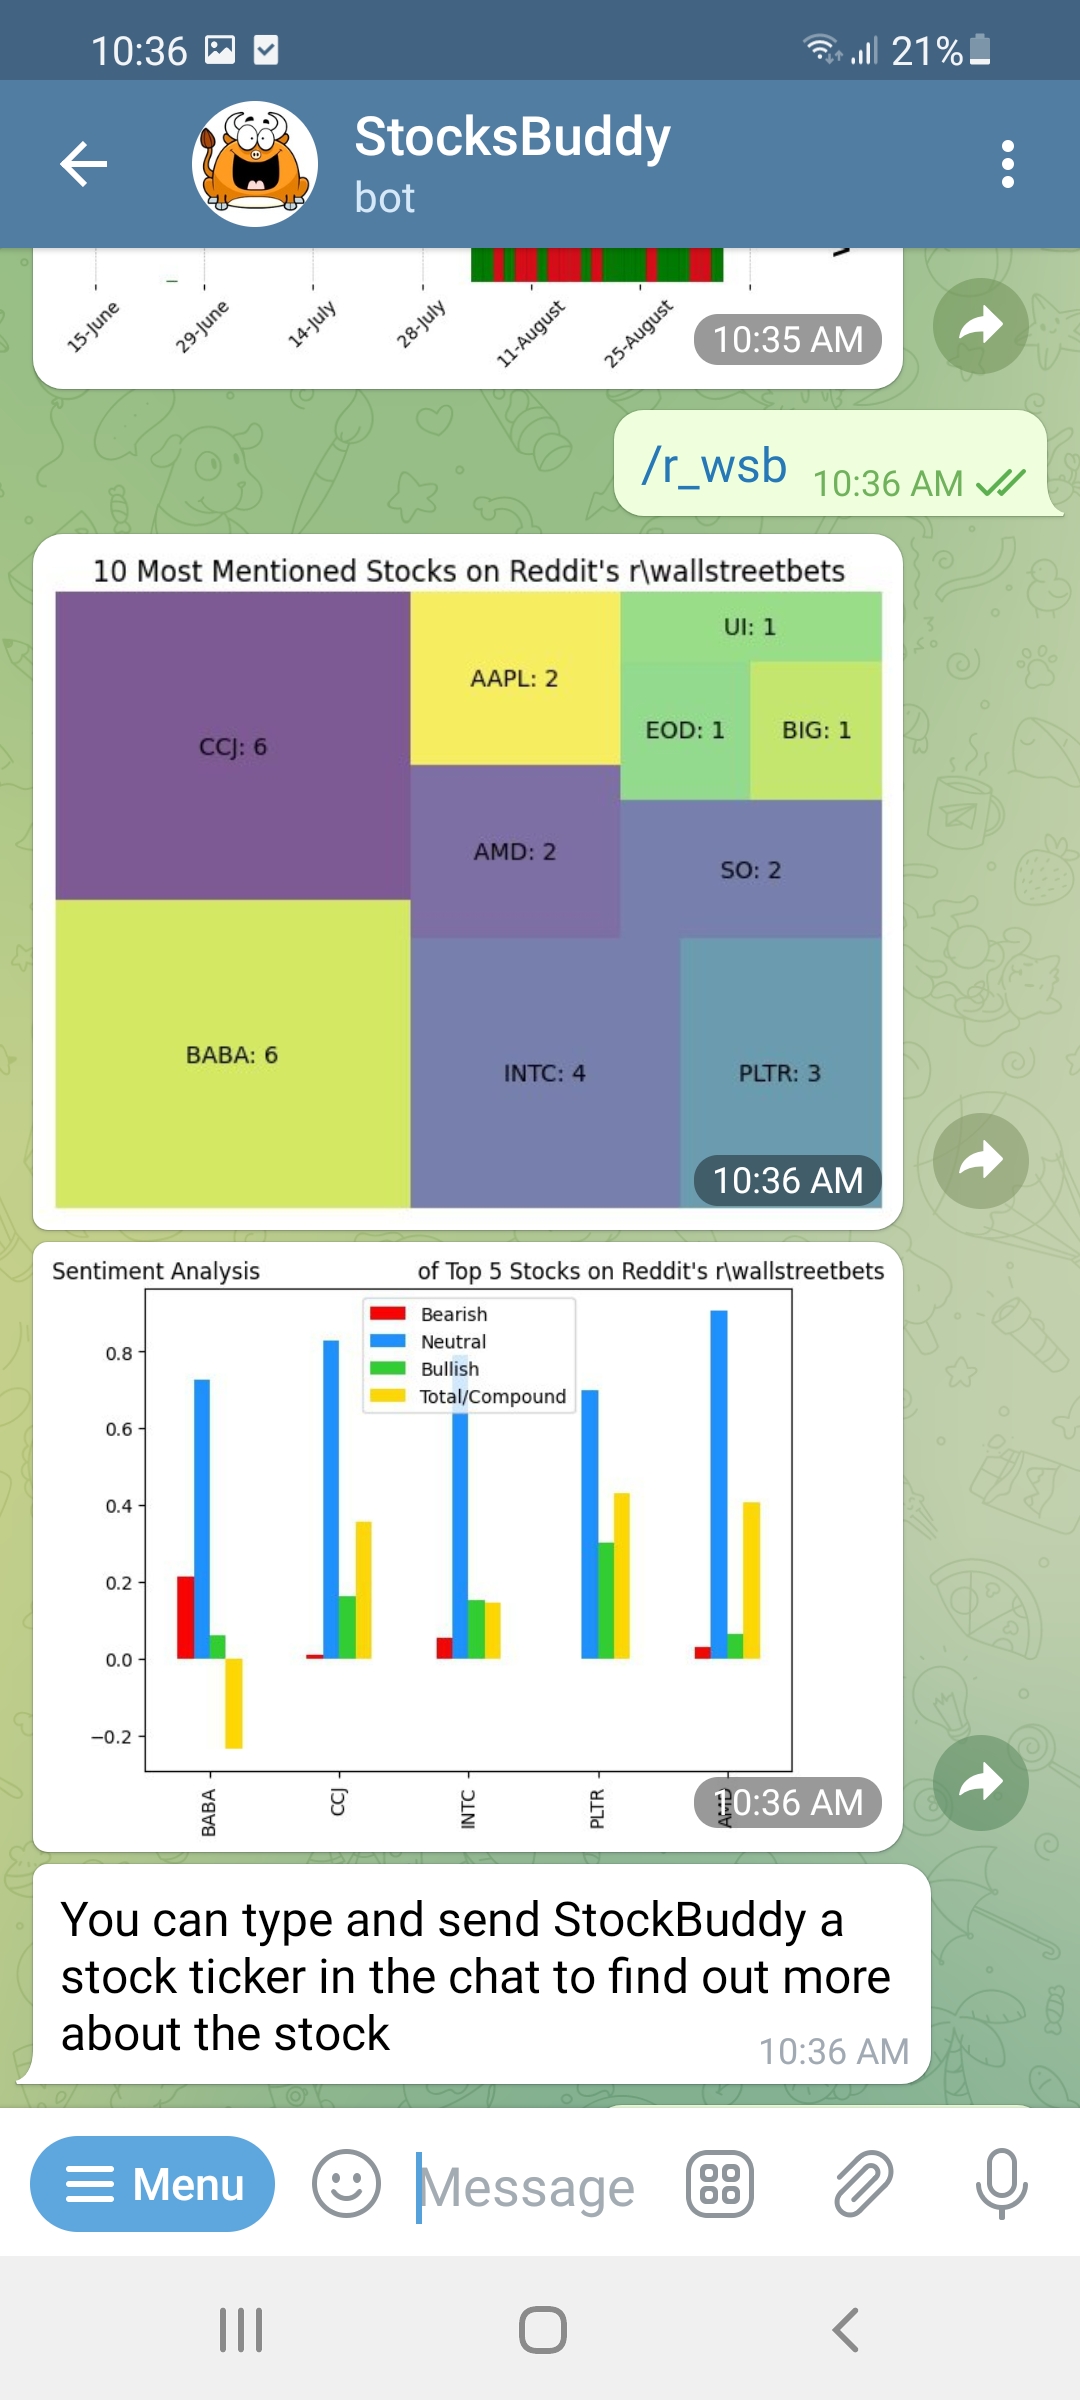 10:36
21%
StocksBuddy
bot
15-June
29-June
14-July
28-July
11-August
25-August
10:35 AM
/r_wsb 10:36 AM
10 Most Mentioned Stocks on Reddit's r\wallstreetbets
CCJ: 6
AAPL: 2
UI: 1
EOD: 1
BIG: 1
AMD: 2
SO: 2
BABA: 6
INTC: 4
PLTR: 3
10:36 AM
Sentiment Analysis of Top 5 Stocks on Reddit's r\wallstreetbets
Bearish
Neutral
Bullish
Total/Compound
0.8
0.6
0.4
0.2
0.0
−0.2
BABA
CCJ
INTC
PLTR
AMD
10:36 AM
You can type and send StockBuddy a
stock ticker in the chat to find out more
about the stock
10:36 AM
Menu
Message